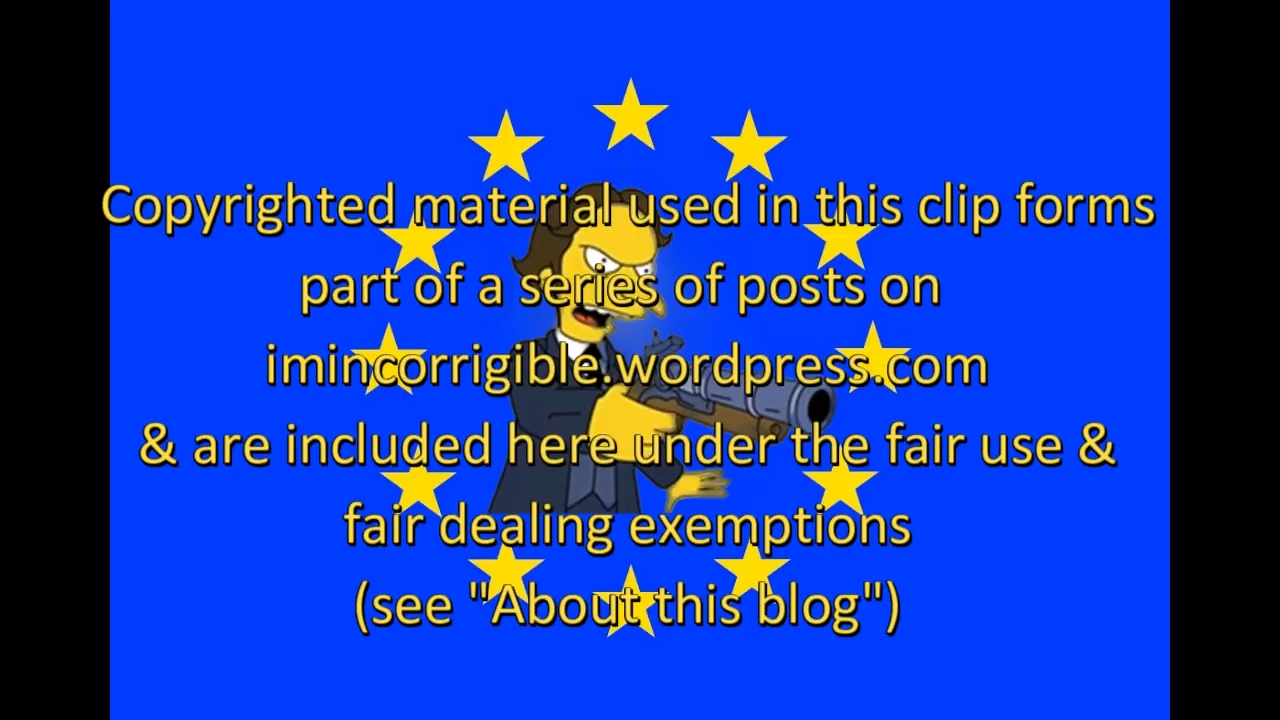 Copyrighted material used in this clip forms
part of a series of posts on
imincorrigible.wordpress.com
& are included here under the fair use &
fair dealing exemptions
(see "About this blog")